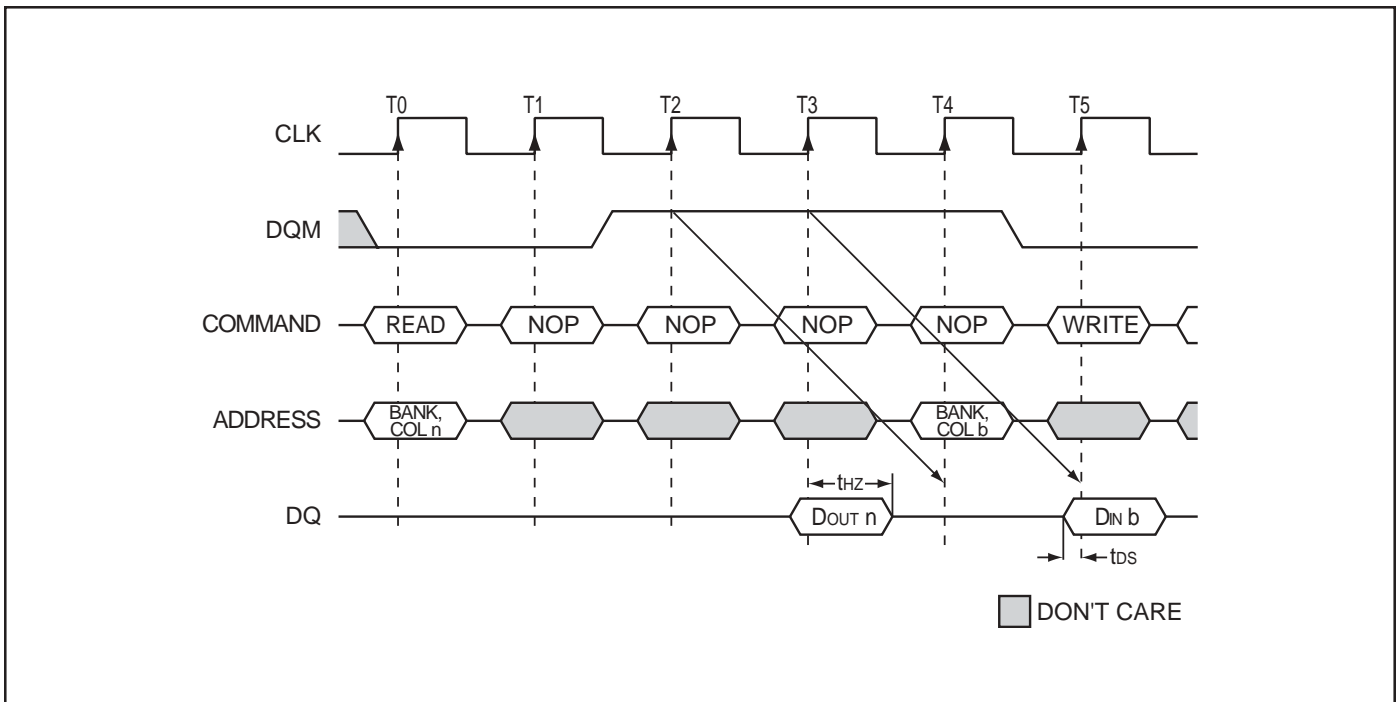 T0 T1 T2 T3 T4 T5
CLK
DQM
COMMAND READ NOP NOP NOP NOP WRITE
ADDRESS BANK, COL n BANK, COL b
tHZ
DQ DOUT n DIN b
tDS
DON'T CARE